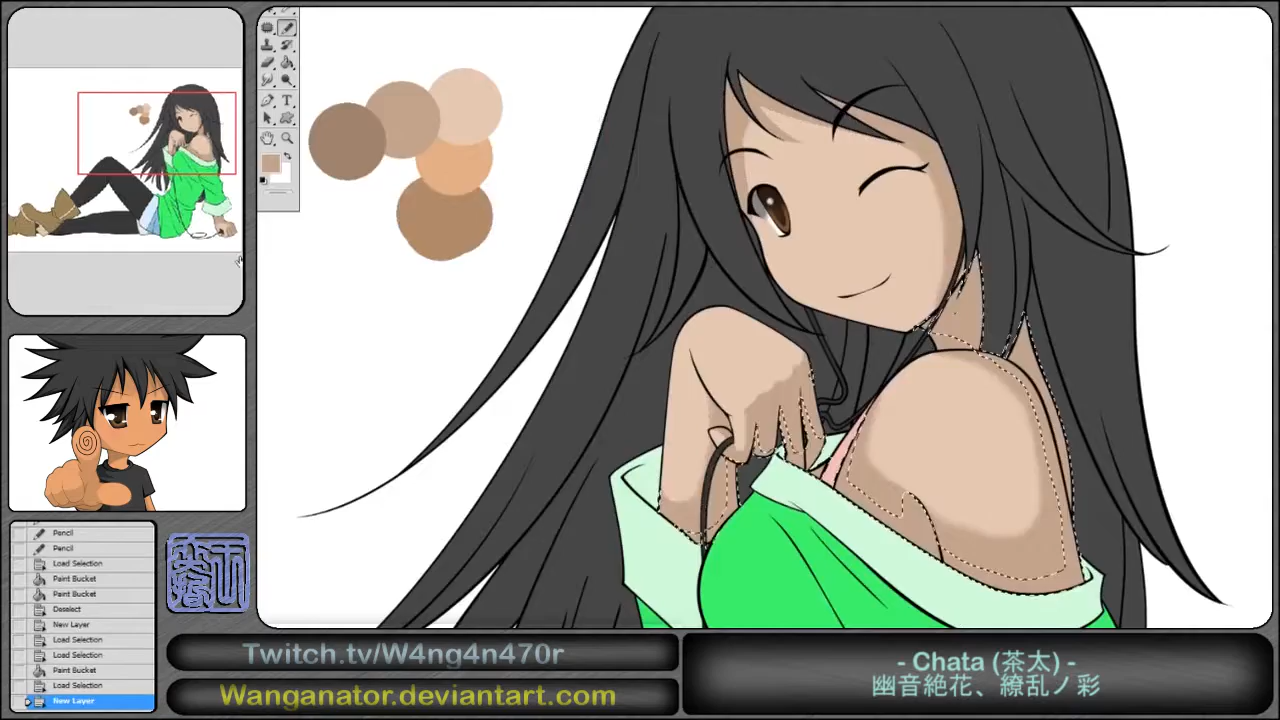 Pencil
Pencil
Load Selection
Paint Bucket
Paint Bucket
Deselect
New Layer
Load Selection
Load Selection
Paint Bucket
Load Selection
New Layer
Twitch.tv/W4ng4n470r
Wanganator.deviantart.com
- Chata (茶太) -
幽音絶花、繚乱ノ彩